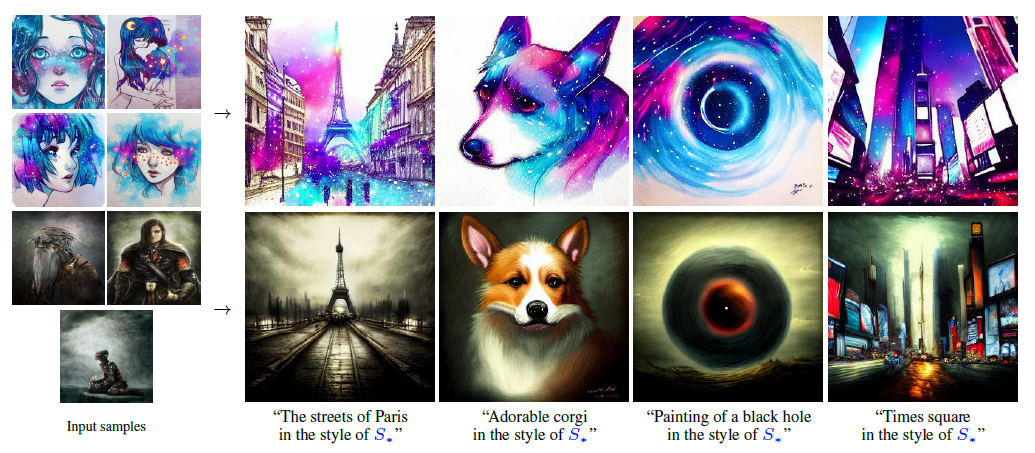 Input samples
“The streets of Paris
in the style of S*”
“Adorable corgi
in the style of S*”
“Painting of a black hole
in the style of S*”
“Times square
in the style of S*”